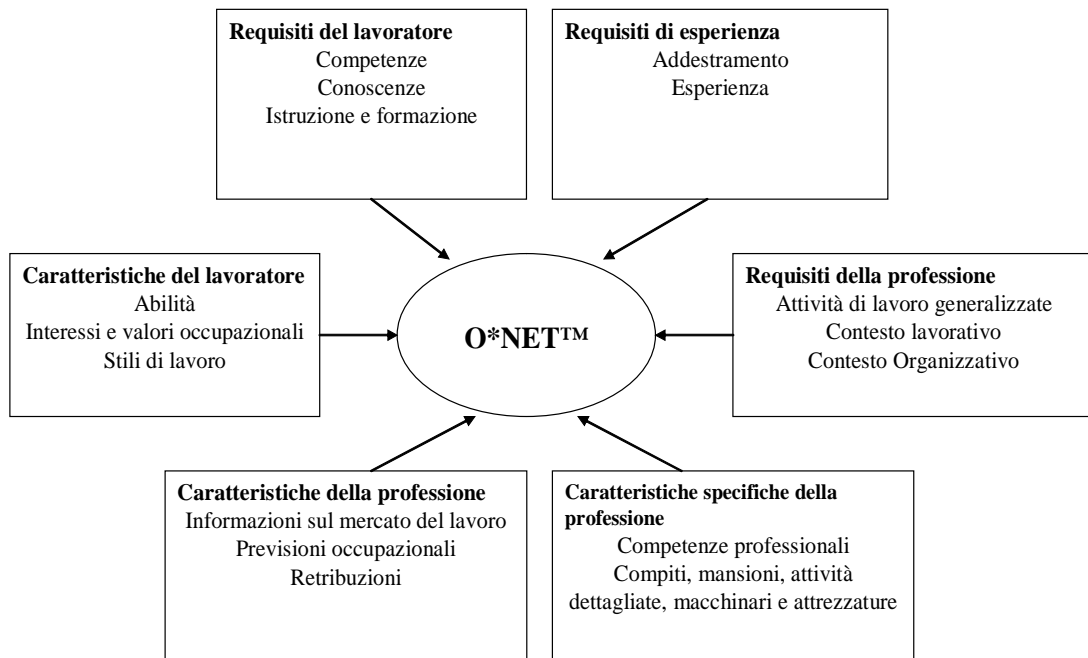 Requisiti del lavoratore
Competenze
Conoscenze
Istruzione e formazione
Requisiti di esperienza
Addestramento
Esperienza
Caratteristiche del lavoratore
Abilità
Interessi e valori occupazionali
Stili di lavoro
O*NET™
Requisiti della professione
Attività di lavoro generalizzate
Contesto lavorativo
Contesto Organizzativo
Caratteristiche della professione
Informazioni sul mercato del lavoro
Previsioni occupazionali
Retribuzioni
Caratteristiche specifiche della
professione
Competenze professionali
Compiti, mansioni, attività
dettagliate, macchinari e attrezzature